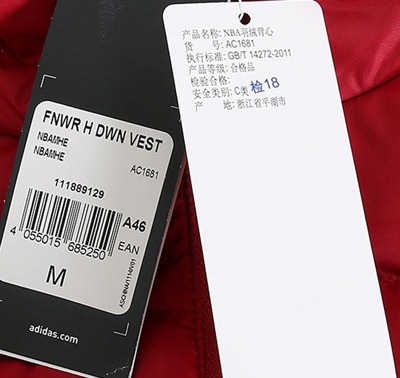 FNWR H DWN VEST
NBAMHE
NBAMHE
AC1681
111889129
A46
4 055015 685250
EAN
M
ASCHINA/1140V01
adidas.com
产品名称: NBA羽绒背心
货 号: AC1681
执行标准: GB/T 14272-2011
产品等级: 合格品
检验合格: 检18
安全类别: C类
产 地: 浙江省平湖市